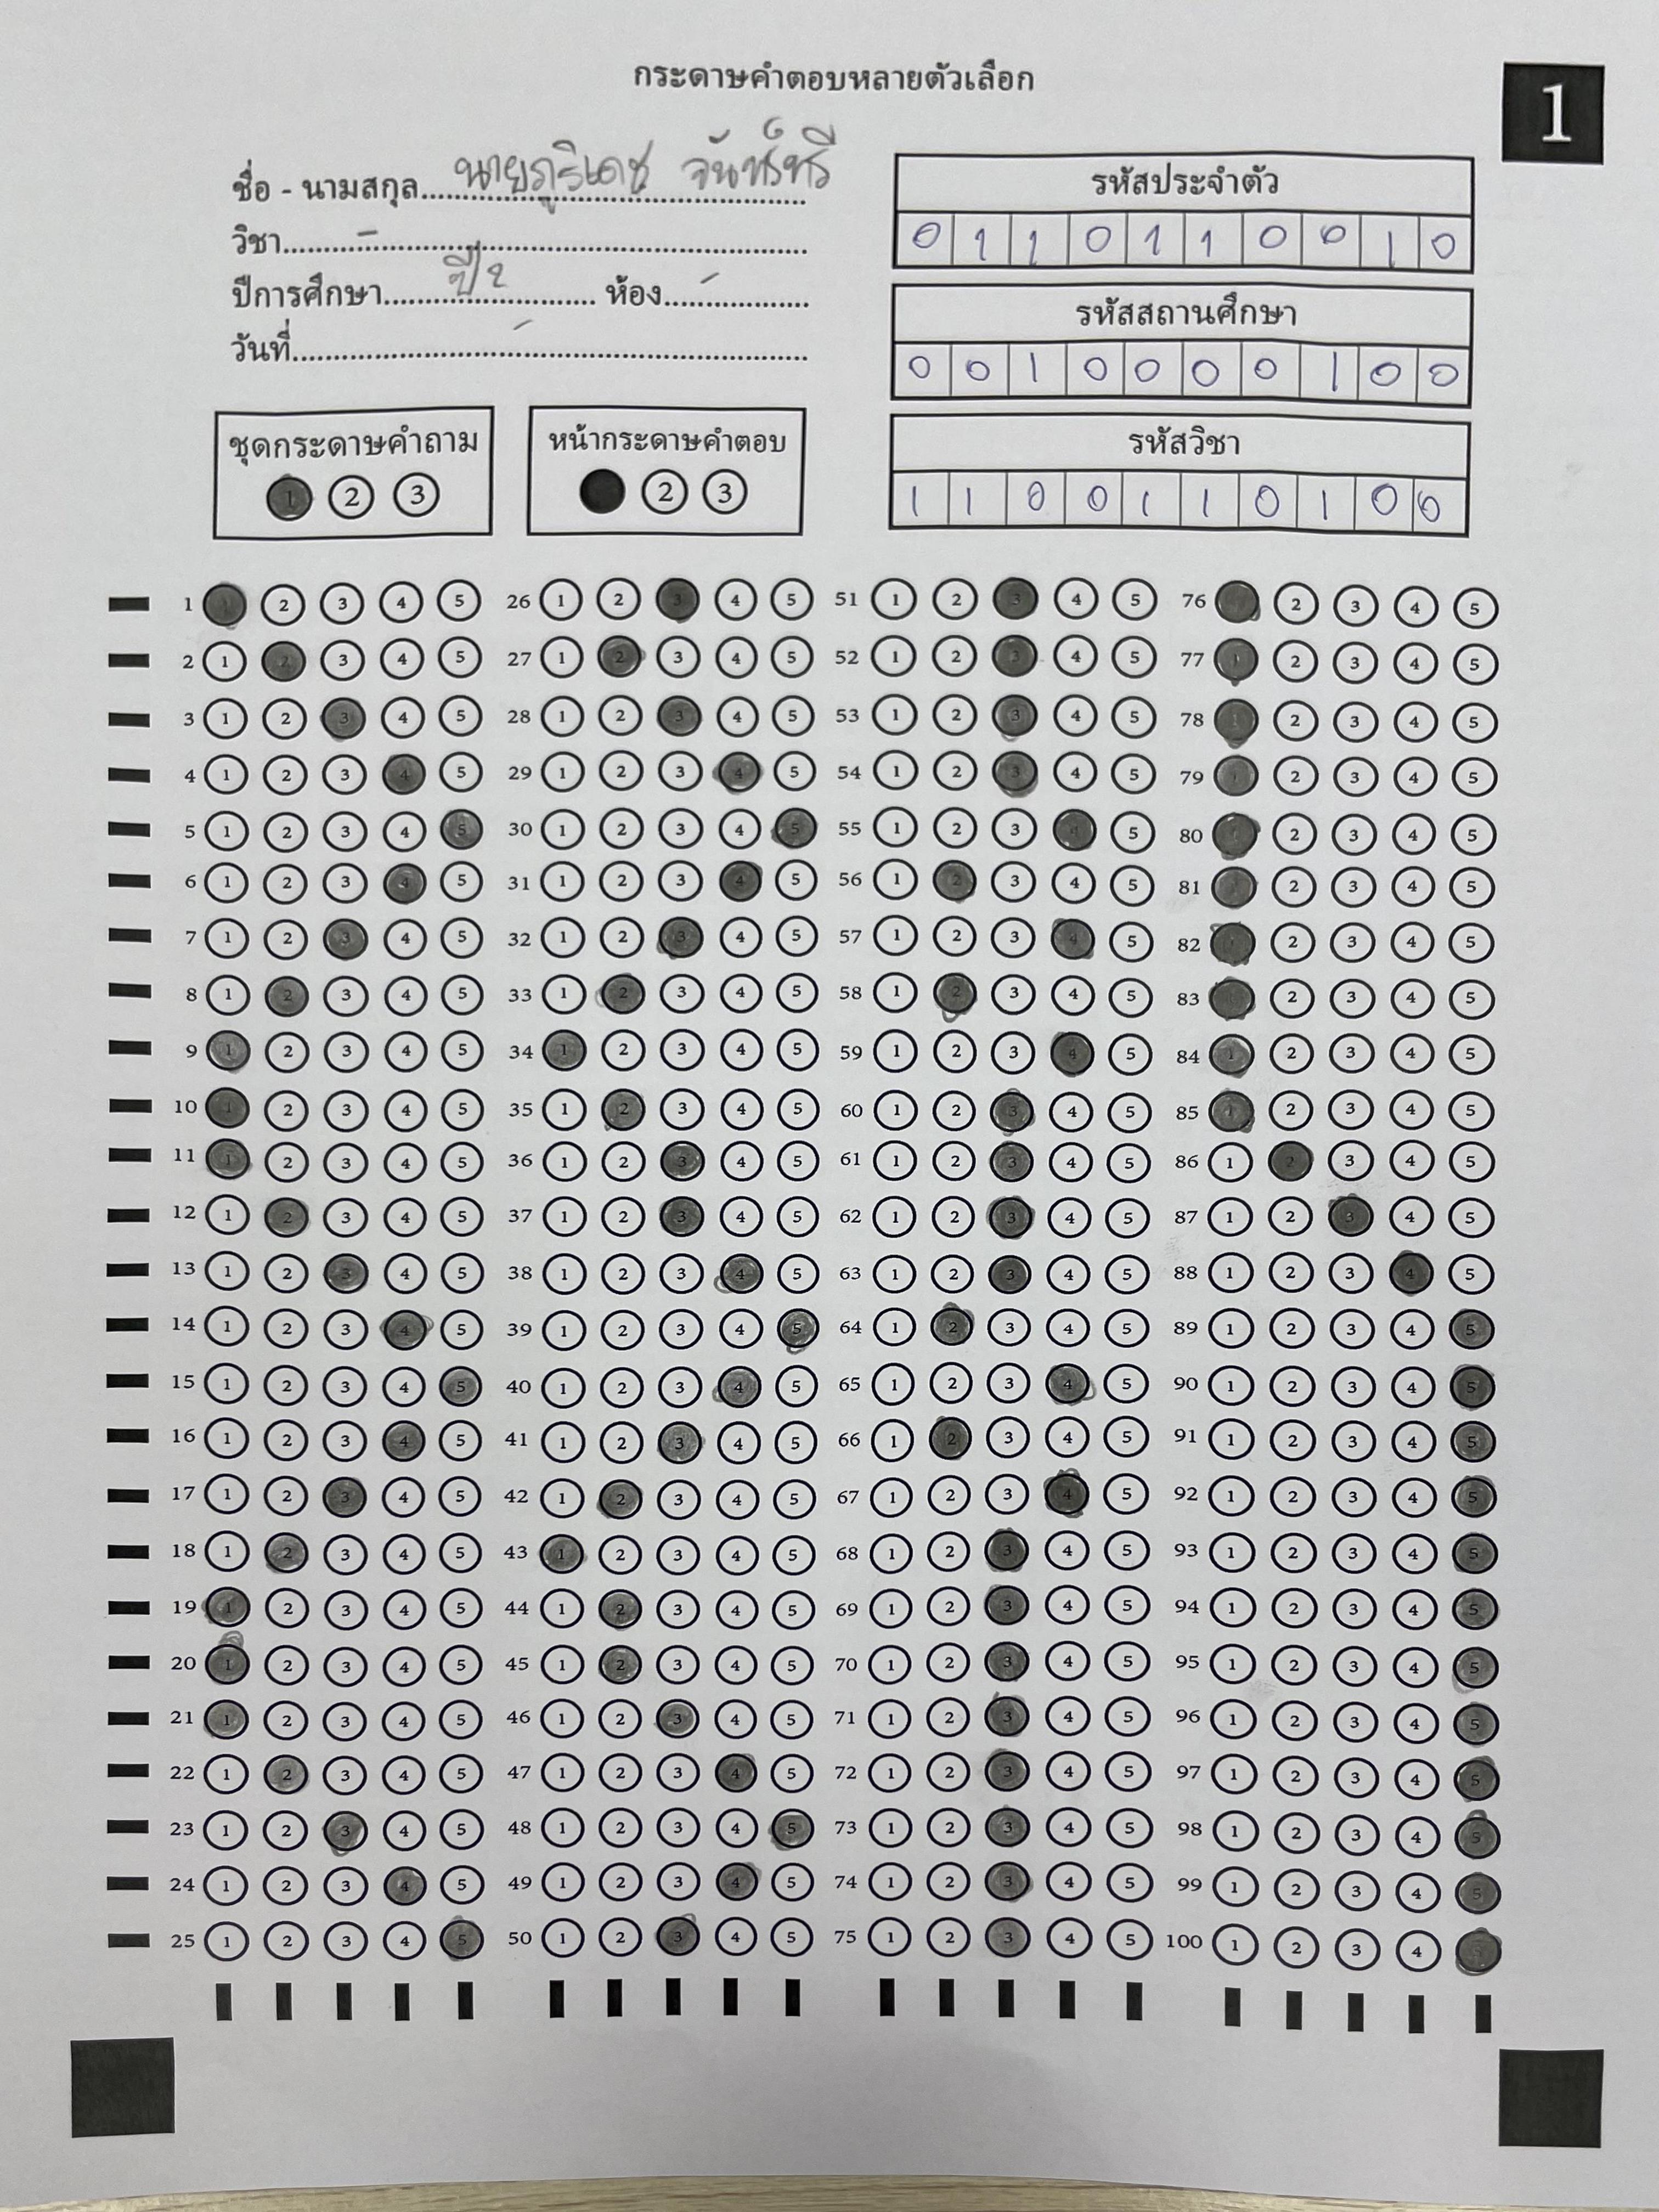 กระดาษคำตอบหลายตัวเลือก
1
ชื่อ - นามสกุล นายภูริเดช จันทร์ศรี
วิชา -
ปีการศึกษา ปี 2 ห้อง -
วันที่ -
รหัสประจำตัว
0 1 1 0 1 1 0 0 1 0
รหัสสถานศึกษา
0 0 1 0 0 0 0 1 0 0
รหัสวิชา
1 1 0 0 1 1 0 1 0 0
ชุดกระดาษคำถาม
1 2 3
หน้ากระดาษคำตอบ
2 3
1 1 2 3 4 5 26 1 2 3 4 5 51 1 2 3 4 5 76 2 3 4 5
2 1 2 3 4 5 27 1 2 3 4 5 52 1 2 3 4 5 77 1 2 3 4 5
3 1 2 3 4 5 28 1 2 3 4 5 53 1 2 3 4 5 78 1 2 3 4 5
4 1 2 3 4 5 29 1 2 3 4 5 54 1 2 3 4 5 79 1 2 3 4 5
5 1 2 3 4 5 30 1 2 3 4 5 55 1 2 3 4 5 80 1 2 3 4 5
6 1 2 3 4 5 31 1 2 3 4 5 56 1 2 3 4 5 81 1 2 3 4 5
7 1 2 3 4 5 32 1 2 3 4 5 57 1 2 3 4 5 82 1 2 3 4 5
8 1 2 3 4 5 33 1 2 3 4 5 58 1 2 3 4 5 83 1 2 3 4 5
9 1 2 3 4 5 34 1 2 3 4 5 59 1 2 3 4 5 84 1 2 3 4 5
10 1 2 3 4 5 35 1 2 3 4 5 60 1 2 3 4 5 85 1 2 3 4 5
11 1 2 3 4 5 36 1 2 3 4 5 61 1 2 3 4 5 86 1 2 3 4 5
12 1 2 3 4 5 37 1 2 3 4 5 62 1 2 3 4 5 87 1 2 3 4 5
13 1 2 3 4 5 38 1 2 3 4 5 63 1 2 3 4 5 88 1 2 3 4 5
14 1 2 3 4 5 39 1 2 3 4 5 64 1 2 3 4 5 89 1 2 3 4 5
15 1 2 3 4 5 40 1 2 3 4 5 65 1 2 3 4 5 90 1 2 3 4 5
16 1 2 3 4 5 41 1 2 3 4 5 66 1 2 3 4 5 91 1 2 3 4 5
17 1 2 3 4 5 42 1 2 3 4 5 67 1 2 3 4 5 92 1 2 3 4 5
18 1 2 3 4 5 43 1 2 3 4 5 68 1 2 3 4 5 93 1 2 3 4 5
19 1 2 3 4 5 44 1 2 3 4 5 69 1 2 3 4 5 94 1 2 3 4 5
20 1 2 3 4 5 45 1 2 3 4 5 70 1 2 3 4 5 95 1 2 3 4 5
21 1 2 3 4 5 46 1 2 3 4 5 71 1 2 3 4 5 96 1 2 3 4 5
22 1 2 3 4 5 47 1 2 3 4 5 72 1 2 3 4 5 97 1 2 3 4 5
23 1 2 3 4 5 48 1 2 3 4 5 73 1 2 3 4 5 98 1 2 3 4 5
24 1 2 3 4 5 49 1 2 3 4 5 74 1 2 3 4 5 99 1 2 3 4 5
25 1 2 3 4 5 50 1 2 3 4 5 75 1 2 3 4 5 100 1 2 3 4 5